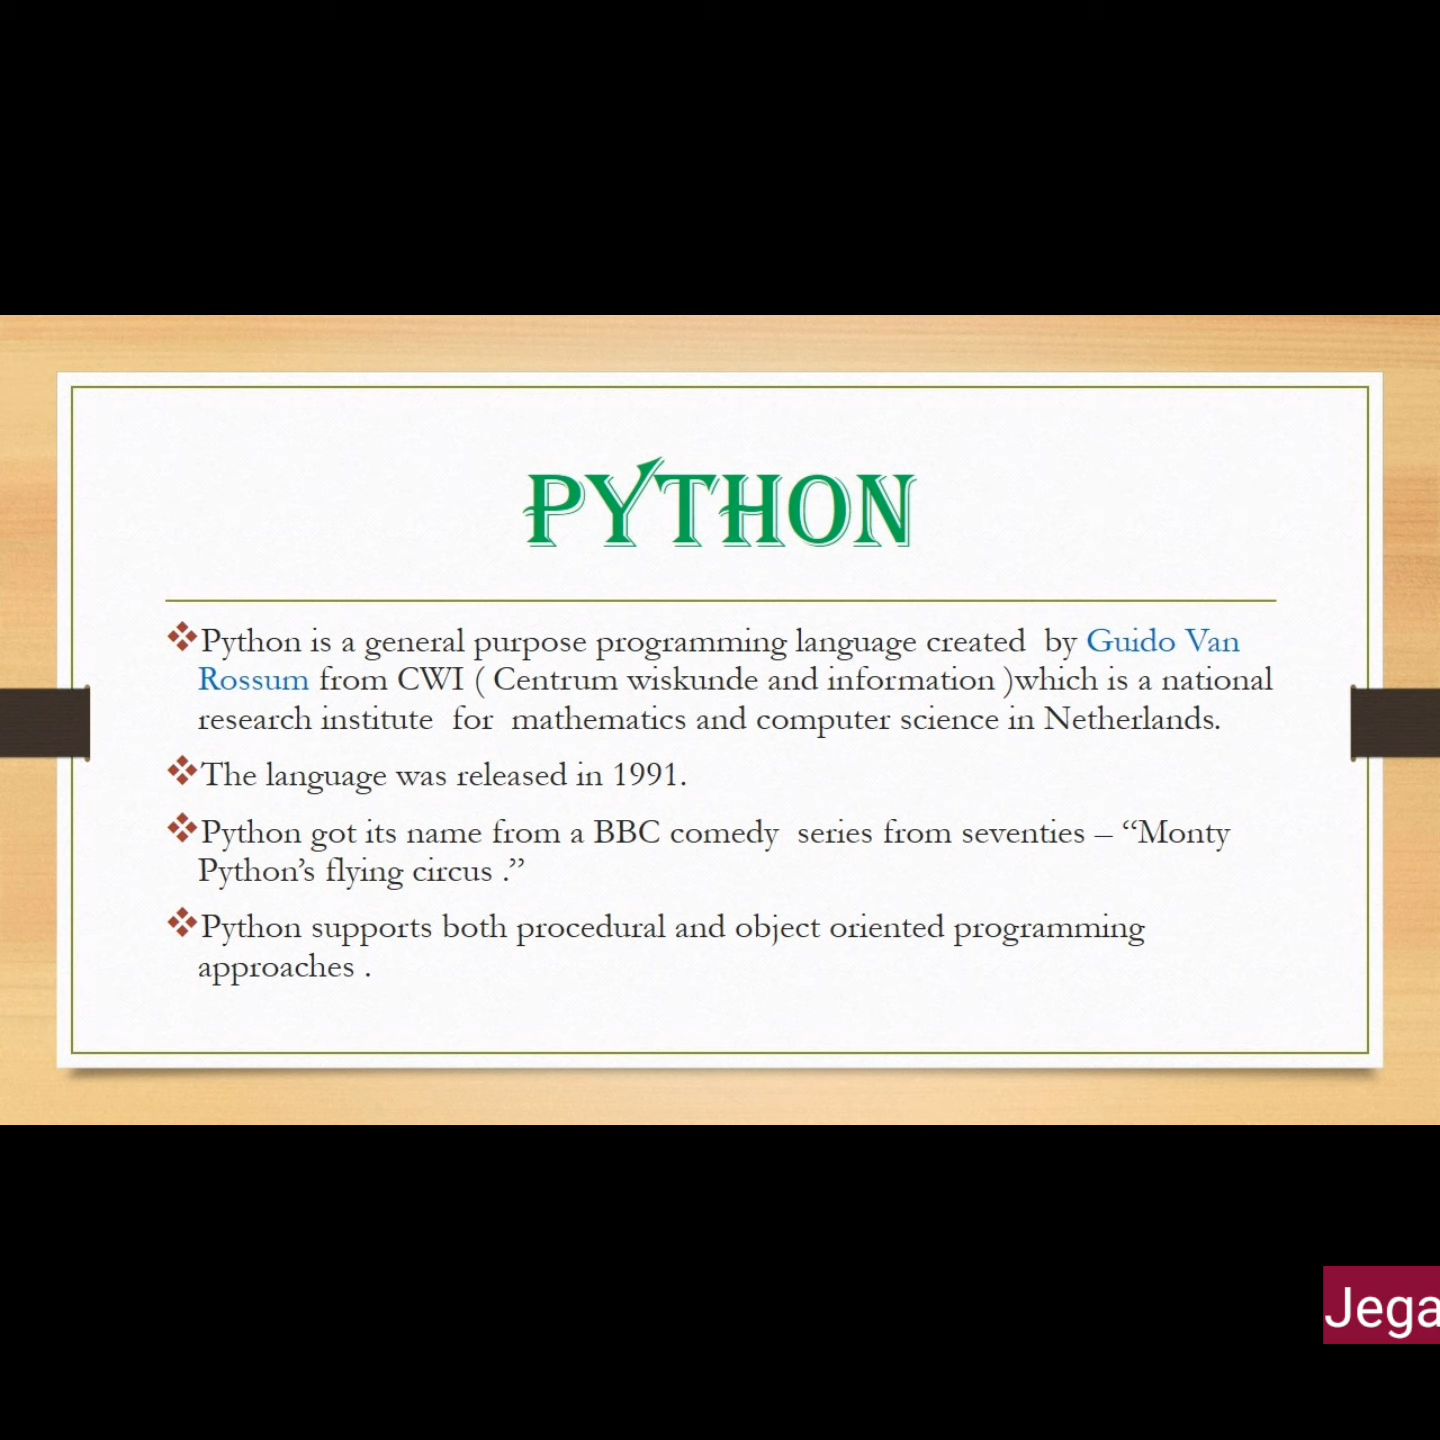 PYTHON
❖Python is a general purpose programming language created by Guido Van
Rossum from CWI ( Centrum wiskunde and information )which is a national
research institute for mathematics and computer science in Netherlands.
❖The language was released in 1991.
❖Python got its name from a BBC comedy series from seventies – “Monty
Python’s flying circus .”
❖Python supports both procedural and object oriented programming
approaches .
Jega